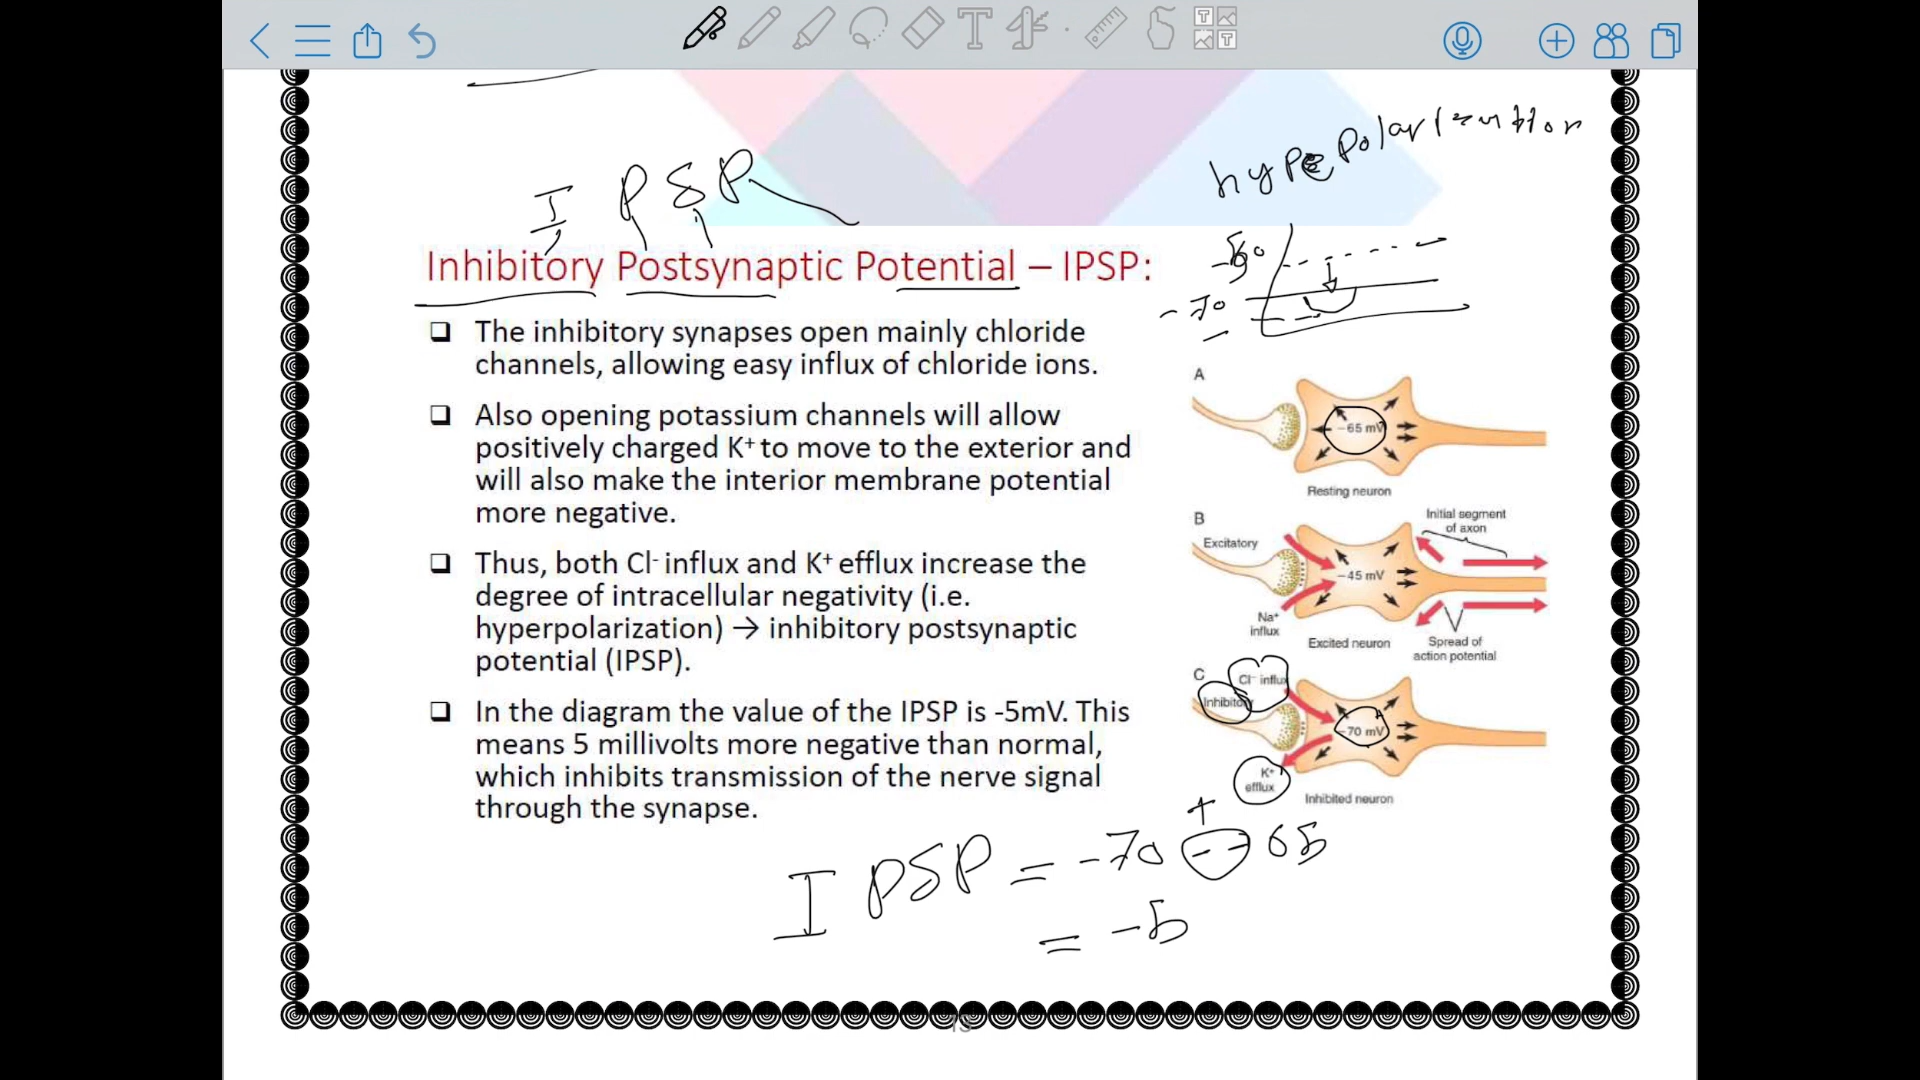 hype Polarization
I PSP
Inhibitory Postsynaptic Potential – IPSP:
-70
❑ The inhibitory synapses open mainly chloride
channels, allowing easy influx of chloride ions.
❑ Also opening potassium channels will allow
positively charged K⁺ to move to the exterior and
will also make the interior membrane potential
more negative.
❑ Thus, both Cl⁻ influx and K⁺ efflux increase the
degree of intracellular negativity (i.e.
hyperpolarization) → inhibitory postsynaptic
potential (IPSP).
❑ In the diagram the value of the IPSP is -5mV. This
means 5 millivolts more negative than normal,
which inhibits transmission of the nerve signal
through the synapse.
A
−65 mV
Resting neuron
B
Excitatory
Initial segment
of axon
−45 mV
Na⁺
influx
Excited neuron
Spread of
action potential
C
Cl⁻ influx
Inhibitory
−70 mV
K⁺
efflux
Inhibited neuron
+
I PSP = -70 - - 65
= -5
13